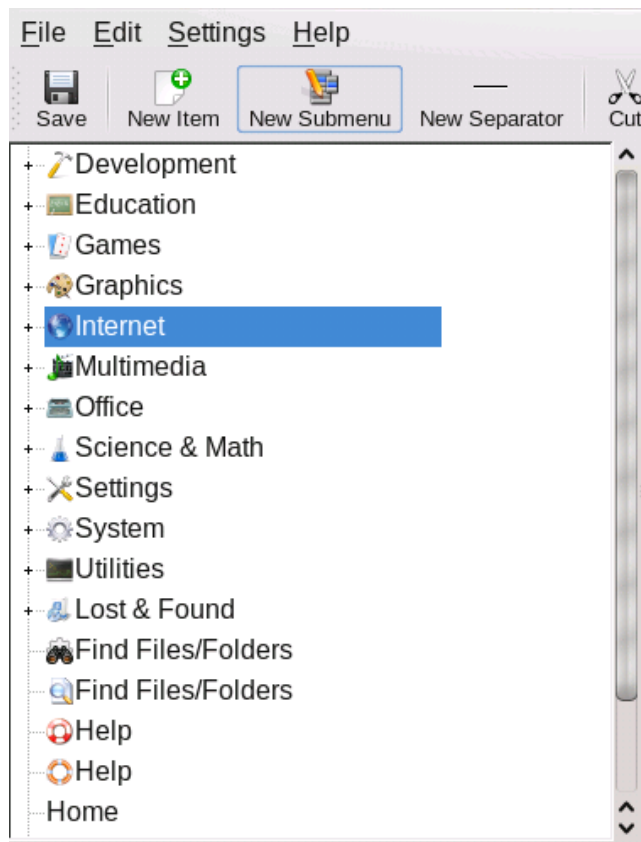 File Edit Settings Help
Save New Item New Submenu New Separator Cut
Development
Education
Games
Graphics
Internet
Multimedia
Office
Science & Math
Settings
System
Utilities
Lost & Found
Find Files/Folders
Find Files/Folders
Help
Help
Home